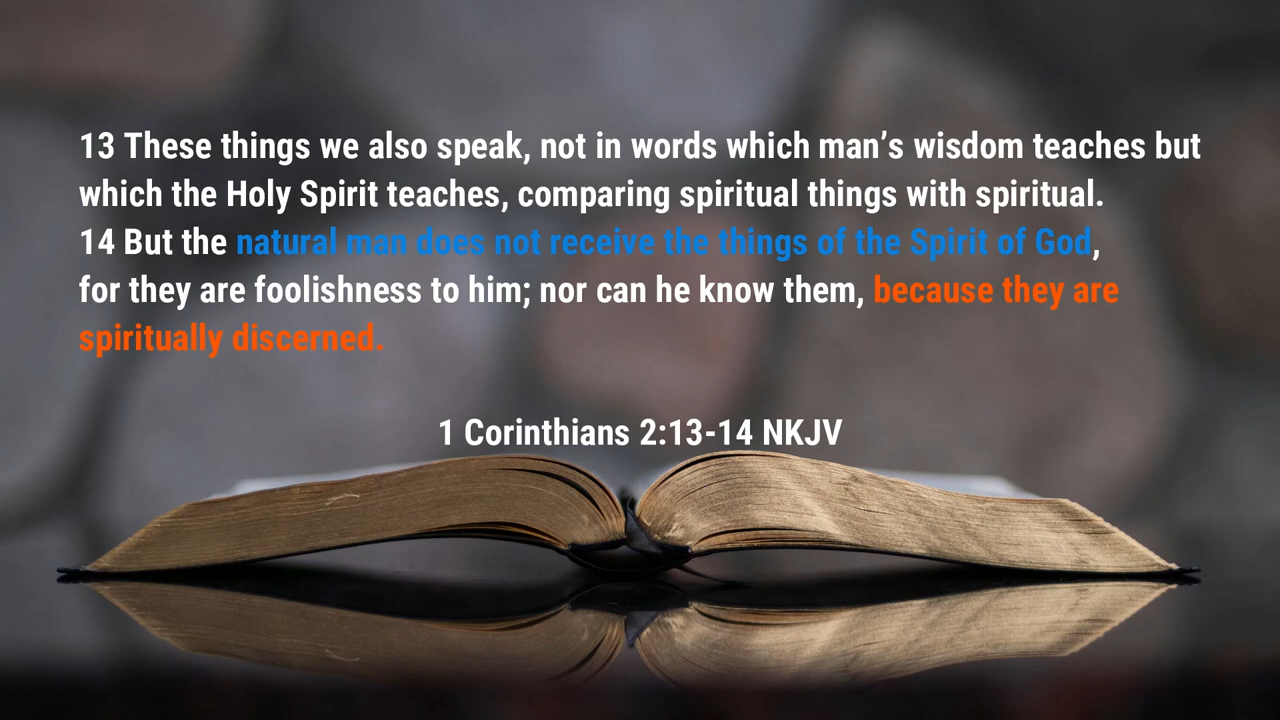 13 These things we also speak, not in words which man’s wisdom teaches but
which the Holy Spirit teaches, comparing spiritual things with spiritual.
14 But the natural man does not receive the things of the Spirit of God,
for they are foolishness to him; nor can he know them, because they are
spiritually discerned.
1 Corinthians 2:13-14 NKJV